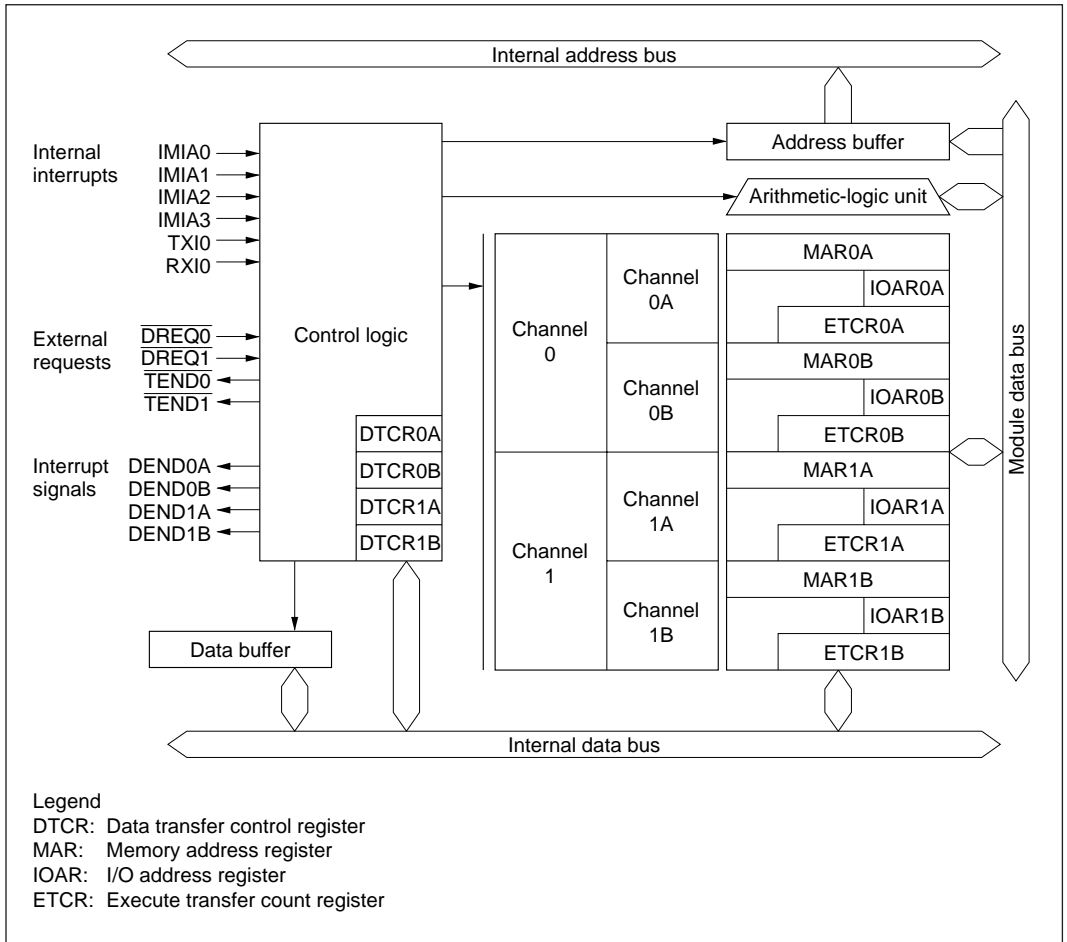 Internal address bus
Address buffer
Arithmetic-logic unit
Internal
interrupts
IMIA0
IMIA1
IMIA2
IMIA3
TXI0
RXI0
External
requests
DREQ0
DREQ1
TEND0
TEND1
Interrupt
signals
DEND0A
DEND0B
DEND1A
DEND1B
Control logic
DTCR0A
DTCR0B
DTCR1A
DTCR1B
Data buffer
Channel
0
Channel
1
Channel
0A
Channel
0B
Channel
1A
Channel
1B
MAR0A
IOAR0A
ETCR0A
MAR0B
IOAR0B
ETCR0B
MAR1A
IOAR1A
ETCR1A
MAR1B
IOAR1B
ETCR1B
Module data bus
Internal data bus
Legend
DTCR: Data transfer control register
MAR: Memory address register
IOAR: I/O address register
ETCR: Execute transfer count register